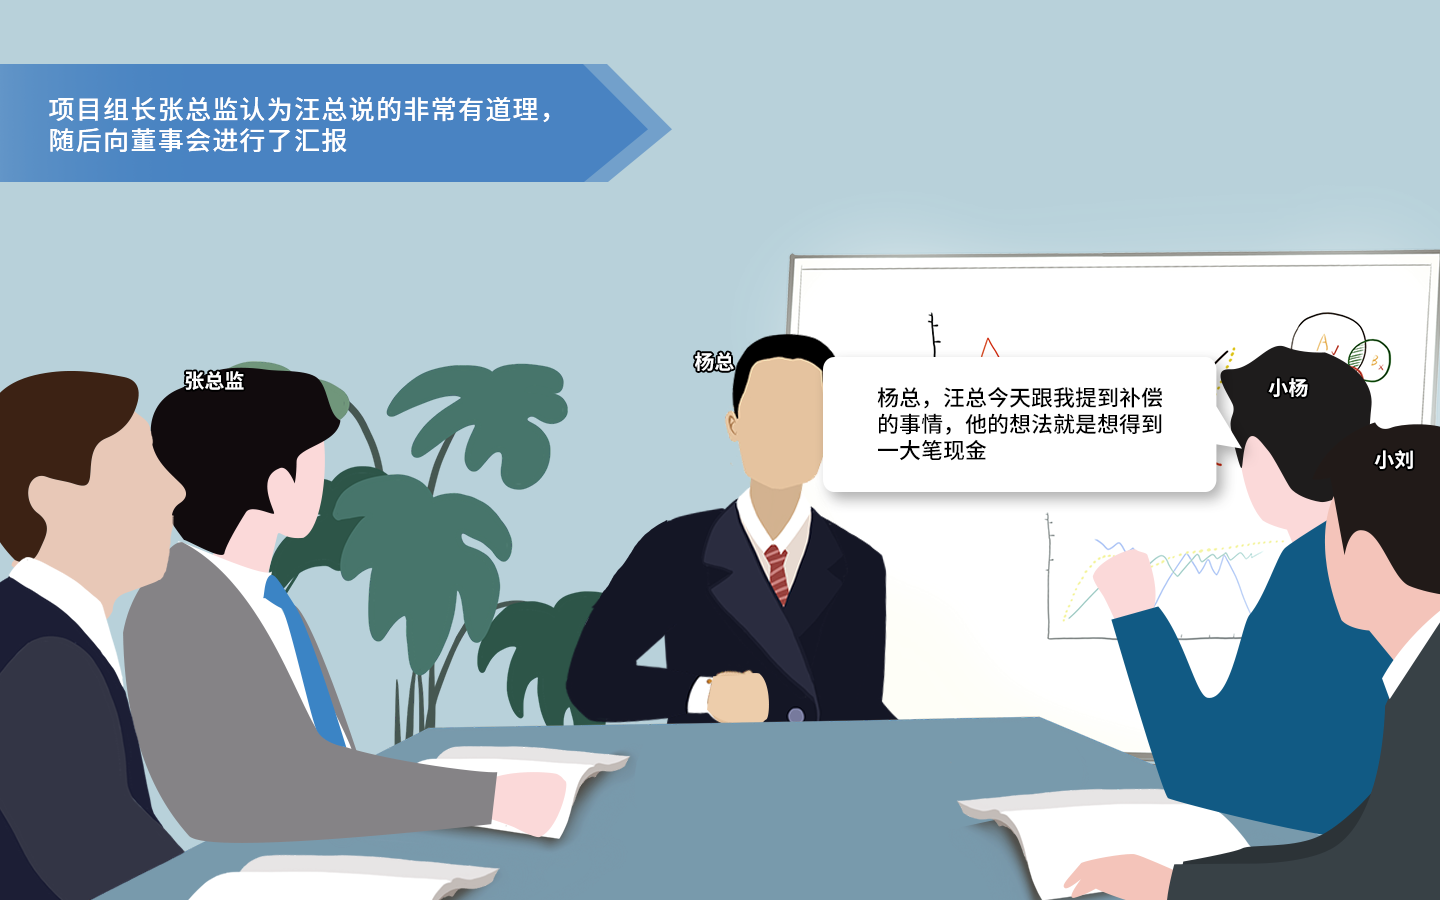 项目组长张总监认为汪总说的非常有道理，
随后向董事会进行了汇报
杨总
张总监
小杨
杨总，汪总今天跟我提到补偿
的事情，他的想法就是想得到
一大笔现金
小刘
A
B